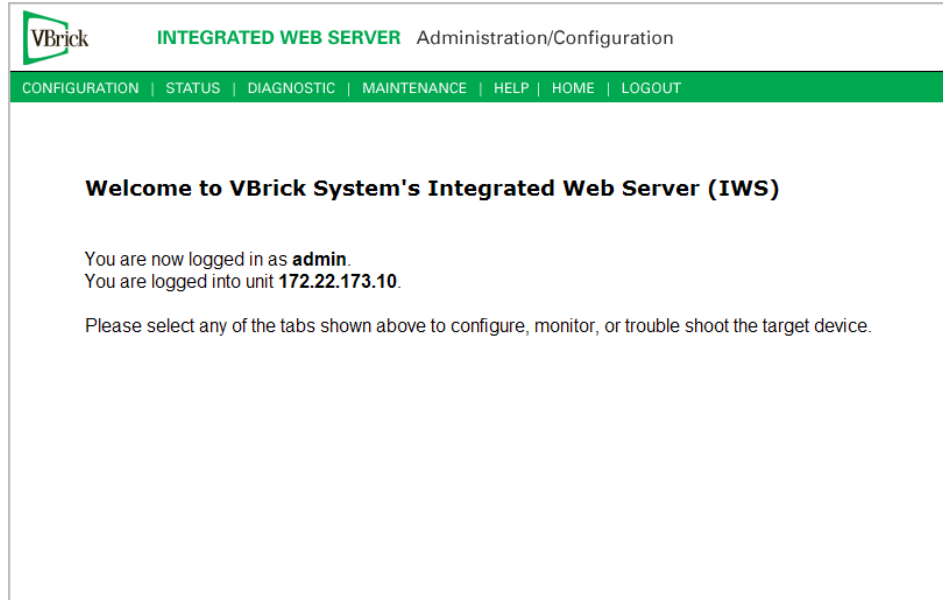 VBrick INTEGRATED WEB SERVER Administration/Configuration
CONFIGURATION | STATUS | DIAGNOSTIC | MAINTENANCE | HELP | HOME | LOGOUT
Welcome to VBrick System's Integrated Web Server (IWS)
You are now logged in as admin.
You are logged into unit 172.22.173.10.
Please select any of the tabs shown above to configure, monitor, or trouble shoot the target device.